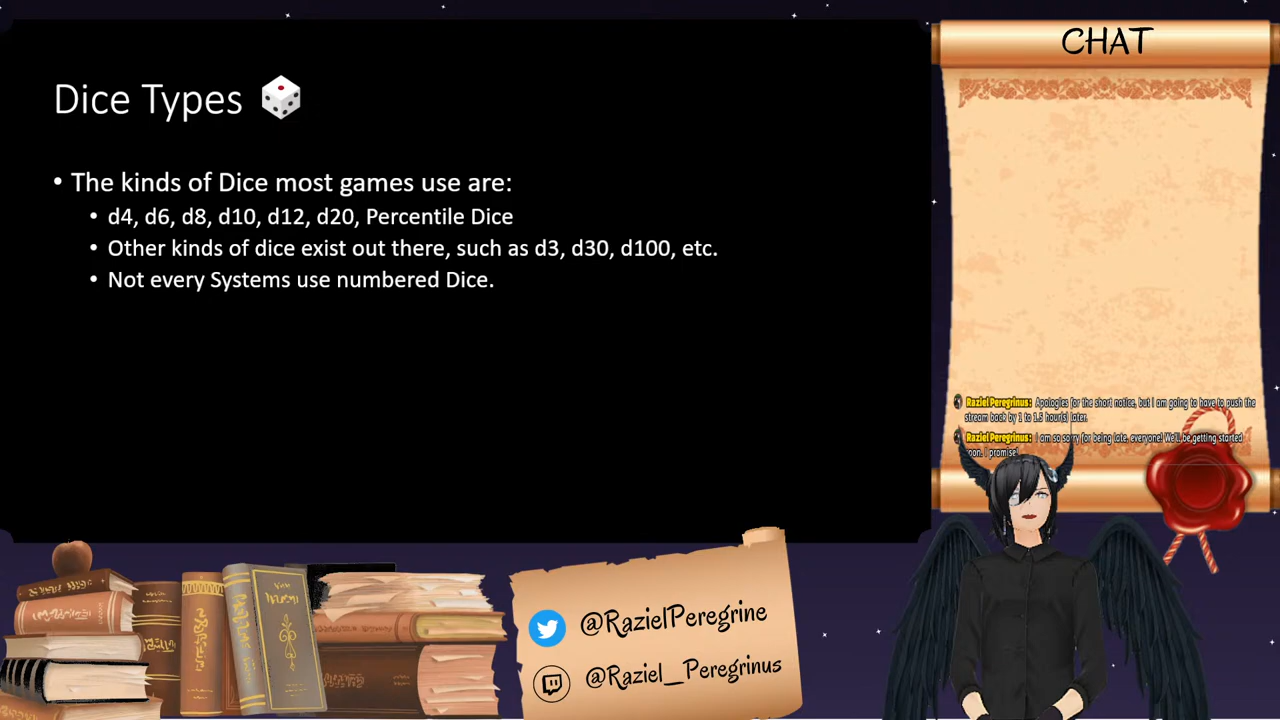 Dice Types
• The kinds of Dice most games use are:
• d4, d6, d8, d10, d12, d20, Percentile Dice
• Other kinds of dice exist out there, such as d3, d30, d100, etc.
• Not every Systems use numbered Dice.
CHAT
RazielPeregrinus: Apologies for the short notice, but I am going to have to push the
stream back by 1 to 1.5 hour(s) later.
RazielPeregrinus: I am so sorry for being late, everyone! We'll be getting started
soon, I promise!
@RazielPeregrine
@Raziel_Peregrinus